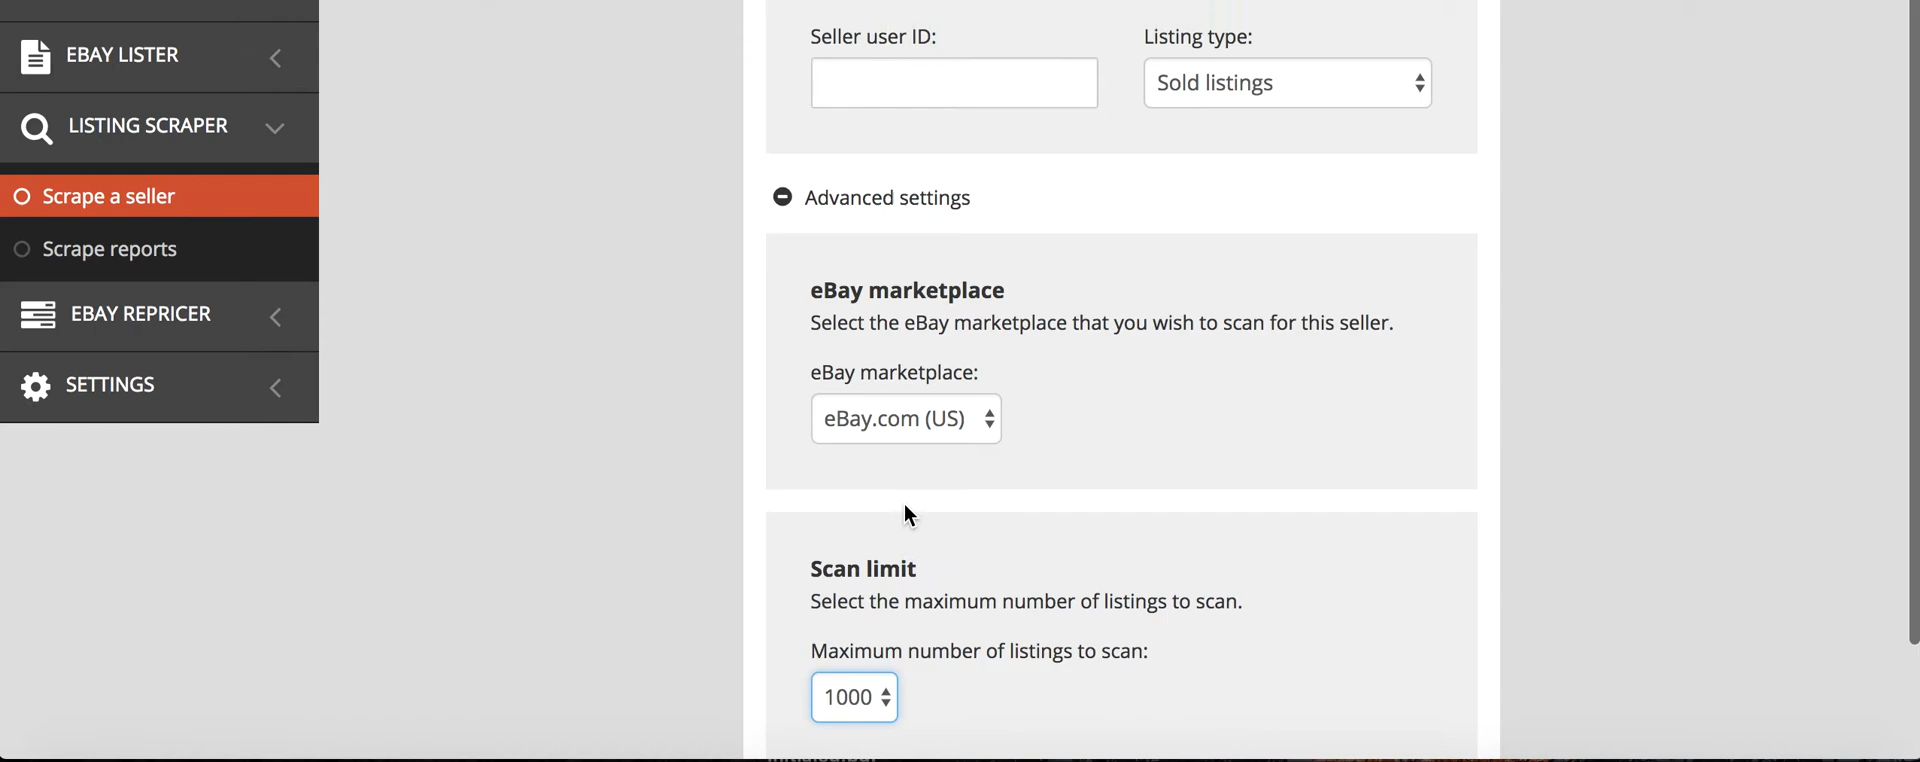 EBAY LISTER
LISTING SCRAPER
Scrape a seller
Scrape reports
EBAY REPRICER
SETTINGS
Seller user ID:
Listing type:
Sold listings
Advanced settings
eBay marketplace
Select the eBay marketplace that you wish to scan for this seller.
eBay marketplace:
eBay.com (US)
Scan limit
Select the maximum number of listings to scan.
Maximum number of listings to scan:
1000